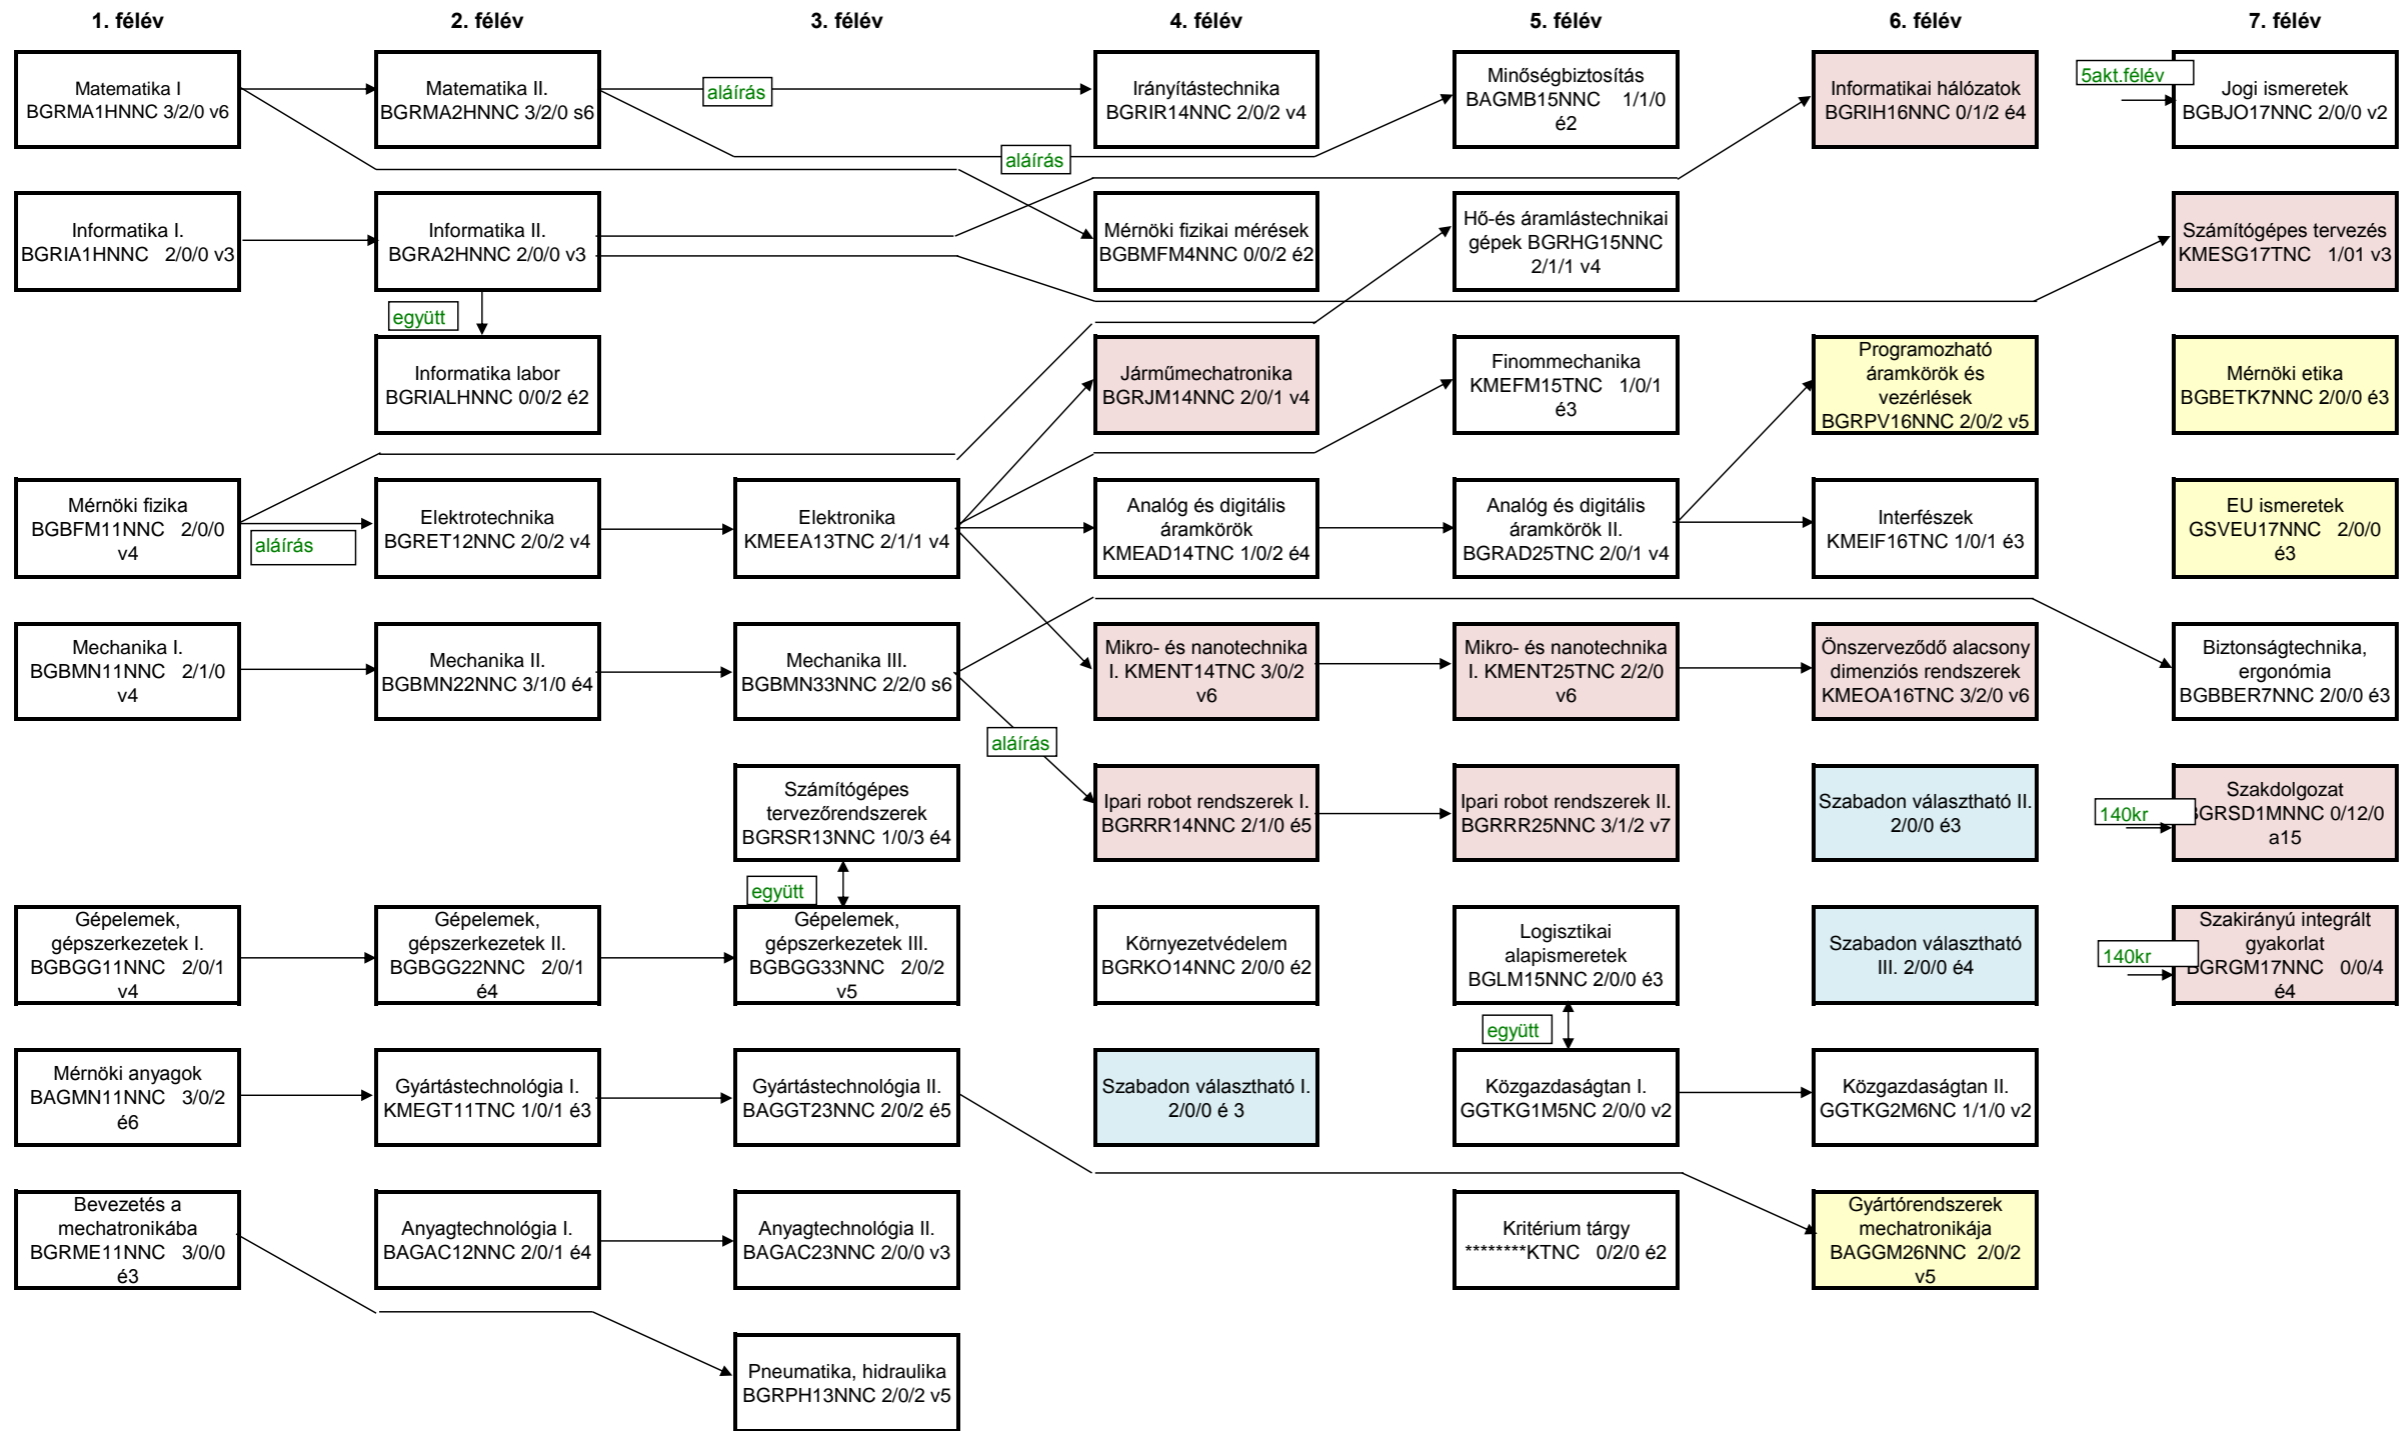 1. félév
2. félév
3. félév
4. félév
5. félév
6. félév
7. félév
Matematika I
BGRMA1HNNC 3/2/0 v6
Matematika II.
BGRMA2HNNC 3/2/0 s6
aláírás
Irányítástechnika
BGRIR14NNC 2/0/2 v4
Minőségbiztosítás
BAGMB15NNC 1/1/0
é2
Informatikai hálózatok
BGRIH16NNC 0/1/2 é4
5akt.félév
Jogi ismeretek
BGBJO17NNC 2/0/0 v2
aláírás
Informatika I.
BGRIA1HNNC 2/0/0 v3
Informatika II.
BGRA2HNNC 2/0/0 v3
Mérnöki fizikai mérések
BGBMFM4NNC 0/0/2 é2
Hő-és áramlástechnikai
gépek BGRHG15NNC
2/1/1 v4
Számítógépes tervezés
KMESG17TNC 1/01 v3
együtt
Informatika labor
BGRIALHNNC 0/0/2 é2
Járműmechatronika
BGRJM14NNC 2/0/1 v4
Finommechanika
KMEFM15TNC 1/0/1
é3
Programozható
áramkörök és
vezérlések
BGRPV16NNC 2/0/2 v5
Mérnöki etika
BGBETK7NNC 2/0/0 é3
Mérnöki fizika
BGBFM11NNC 2/0/0
v4
aláírás
Elektrotechnika
BGRET12NNC 2/0/2 v4
Elektronika
KMEEA13TNC 2/1/1 v4
Analóg és digitális
áramkörök
KMEAD14TNC 1/0/2 é4
Analóg és digitális
áramkörök II.
BGRAD25TNC 2/0/1 v4
Interfészek
KMEIF16TNC 1/0/1 é3
EU ismeretek
GSVEU17NNC 2/0/0
é3
Mechanika I.
BGBMN11NNC 2/1/0
v4
Mechanika II.
BGBMN22NNC 3/1/0 é4
Mechanika III.
BGBMN33NNC 2/2/0 s6
Mikro- és nanotechnika
I. KMENT14TNC 3/0/2
v6
Mikro- és nanotechnika
I. KMENT25TNC 2/2/0
v6
Önszerveződő alacsony
dimenziós rendszerek
KMEOA16TNC 3/2/0 v6
Biztonságtechnika,
ergonómia
BGBBER7NNC 2/0/0 é3
aláírás
Számítógépes
tervezőrendszerek
BGRSR13NNC 1/0/3 é4
Ipari robot rendszerek I.
BGRRR14NNC 2/1/0 é5
Ipari robot rendszerek II.
BGRRR25NNC 3/1/2 v7
Szabadon választható II.
2/0/0 é3
140kr
Szakdolgozat
BGRSD1MNNC 0/12/0
a15
együtt
Gépelemek,
gépszerkezetek I.
BGBGG11NNC 2/0/1
v4
Gépelemek,
gépszerkezetek II.
BGBGG22NNC 2/0/1
é4
Gépelemek,
gépszerkezetek III.
BGBGG33NNC 2/0/2
v5
Környezetvédelem
BGRKO14NNC 2/0/0 é2
Logisztikai
alapismeretek
BGLM15NNC 2/0/0 é3
Szabadon választható
III. 2/0/0 é4
140kr
Szakirányú integrált
gyakorlat
BGRGM17NNC 0/0/4
é4
együtt
Mérnöki anyagok
BAGMN11NNC 3/0/2
é6
Gyártástechnológia I.
KMEGT11TNC 1/0/1 é3
Gyártástechnológia II.
BAGGT23NNC 2/0/2 é5
Szabadon választható I.
2/0/0 é 3
Közgazdaságtan I.
GGTKG1M5NC 2/0/0 v2
Közgazdaságtan II.
GGTKG2M6NC 1/1/0 v2
Bevezetés a
mechatronikába
BGRME11NNC 3/0/0
é3
Anyagtechnológia I.
BAGAC12NNC 2/0/1 é4
Anyagtechnológia II.
BAGAC23NNC 2/0/0 v3
Kritérium tárgy
********KTNC 0/2/0 é2
Gyártórendszerek
mechatronikája
BAGGM26NNC 2/0/2
v5
Pneumatika, hidraulika
BGRPH13NNC 2/0/2 v5